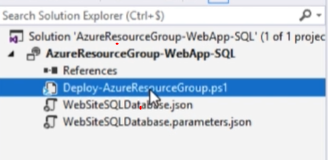 Search Solution Explorer (Ctrl+$)
Solution 'AzureResourceGroup-WebApp-SQL' (1 of 1 projec
AzureResourceGroup-WebApp-SQL
References
Deploy-AzureResourceGroup.ps1
WebSiteSQLDatabase.json
WebSiteSQLDatabase.parameters.json